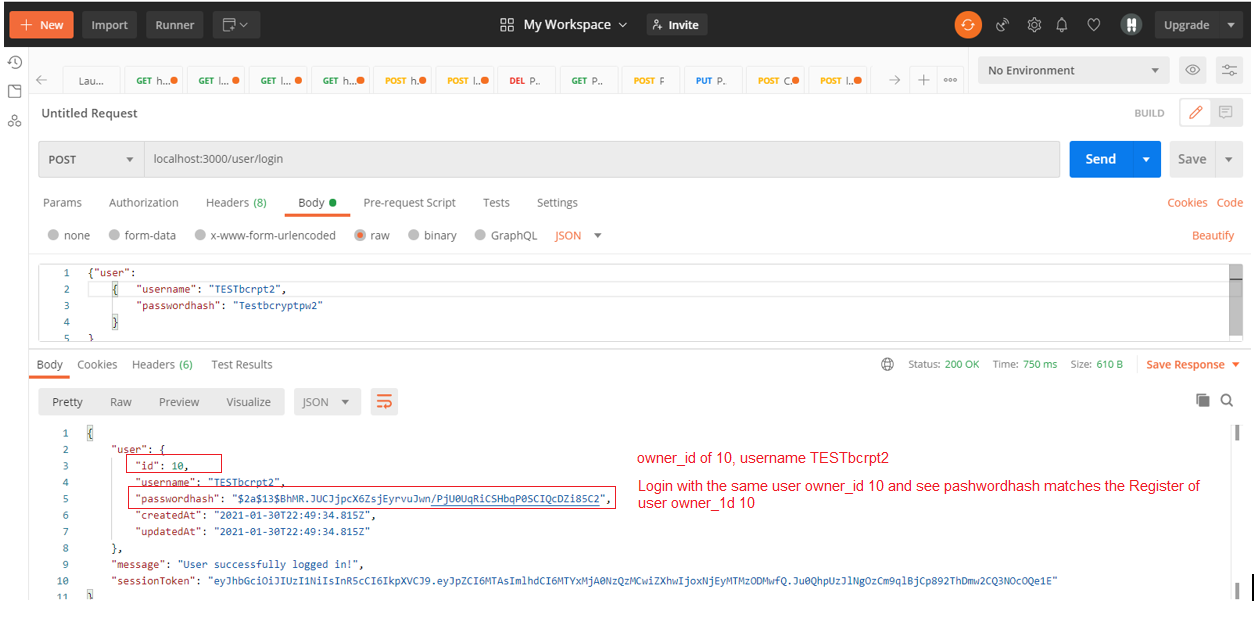 New Import Runner My Workspace Invite Upgrade
Lau... GET h... GET l... GET l... GET h... POST h. POST l... DEL P.. GET P.. POST F PUT P. POST C. POST l.. No Environment
Untitled Request BUILD
POST localhost:3000/user/login Send Save
Params Authorization Headers (8) Body Pre-request Script Tests Settings Cookies Code
none form-data x-www-form-urlencoded raw binary GraphQL JSON Beautify
1 {"user":
2 { "username": "TESTbcrpt2",
3 "passwordhash": "Testbcryptpw2"
4 }
5 }
Body Cookies Headers (6) Test Results Status: 200 OK Time: 750 ms Size: 610 B Save Response
Pretty Raw Preview Visualize JSON
1 {
2 "user": {
3 "id": 10,
4 "username": "TESTbcrpt2",
5 "passwordhash": "$2a$13$BhMR.JUCJjpcX6ZsjEyrvuJwn/PjU0UqRiCSHbqP0SCIQcDZi85C2",
6 "createdAt": "2021-01-30T22:49:34.815Z",
7 "updatedAt": "2021-01-30T22:49:34.815Z"
8 },
9 "message": "User successfully logged in!",
10 "sessionToken": "eyJhbGciOiJIUzI1NiIsInR5cCI6IkpXVCJ9.eyJpZCI6MTAsImlhdCI6MTYxMjA0NzQzMCwiZXhwIjoxNjEyMTMzODMwfQ.Ju0QhpUzJlNgOzCm9qlBjCp892ThDmw2CQ3NOcOQe1E"
11 }
owner_id of 10, username TESTbcrpt2
Login with the same user owner_id 10 and see pashwordhash matches the Register of
user owner_1d 10